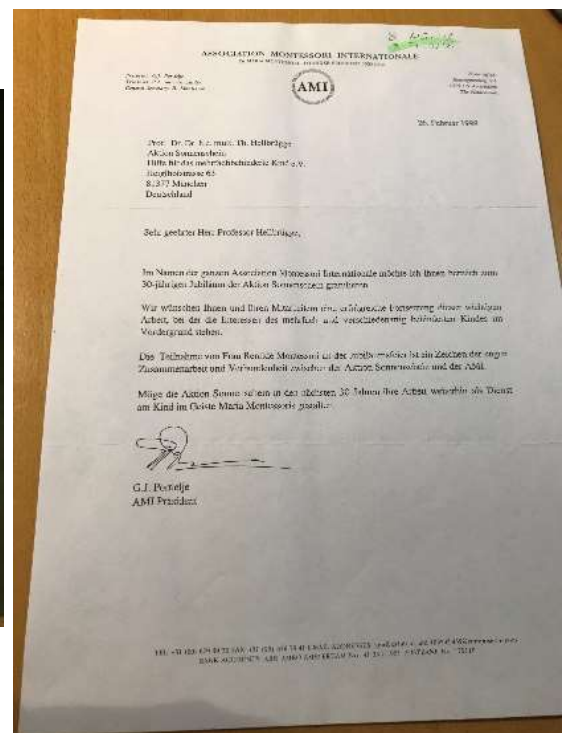 ASSOCIATION MONTESSORI INTERNATIONALE
AMI
26. Februar 1998
Prof. Dr. Dr. h.c. mult. Th. Hellbrügge
Aktion Sonnenschein
Hilfe für das mehrfachbehinderte Kind e.V.
81377 München
Deutschland
Sehr geehrter Herr Professor Hellbrügge,
Im Namen der ganzen Association Montessori Internationale möchte ich Ihnen herzlich zum
30-jährigen Jubiläum der Aktion Sonnenschein gratulieren.
Wir wünschen Ihnen und Ihren Mitarbeitern eine erfolgreiche Fortsetzung dieser wichtigen
Arbeit, bei der die Interessen des mehrfach und verschiedenartig behinderten Kindes im
Vordergrund stehen.
Die Teilnahme von Frau Renilde Montessori an der Jubiläumsfeier ist ein Zeichen der engen
Zusammenarbeit und Verbundenheit zwischen der Aktion Sonnenschein und der AMI.
Möge die Aktion Sonnenschein in den nächsten 30 Jahren ihre Arbeit weiterhin als Dienst
am Kind im Geiste Maria Montessoris gestalten.
G.J. Portielje
AMI Präsident